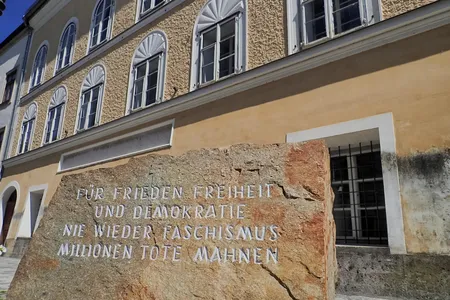 FÜR FRIEDEN FREIHEIT
UND DEMOKRATIE
NIE WIEDER FASCHISMUS
MILLIONEN TOTE MAHNEN